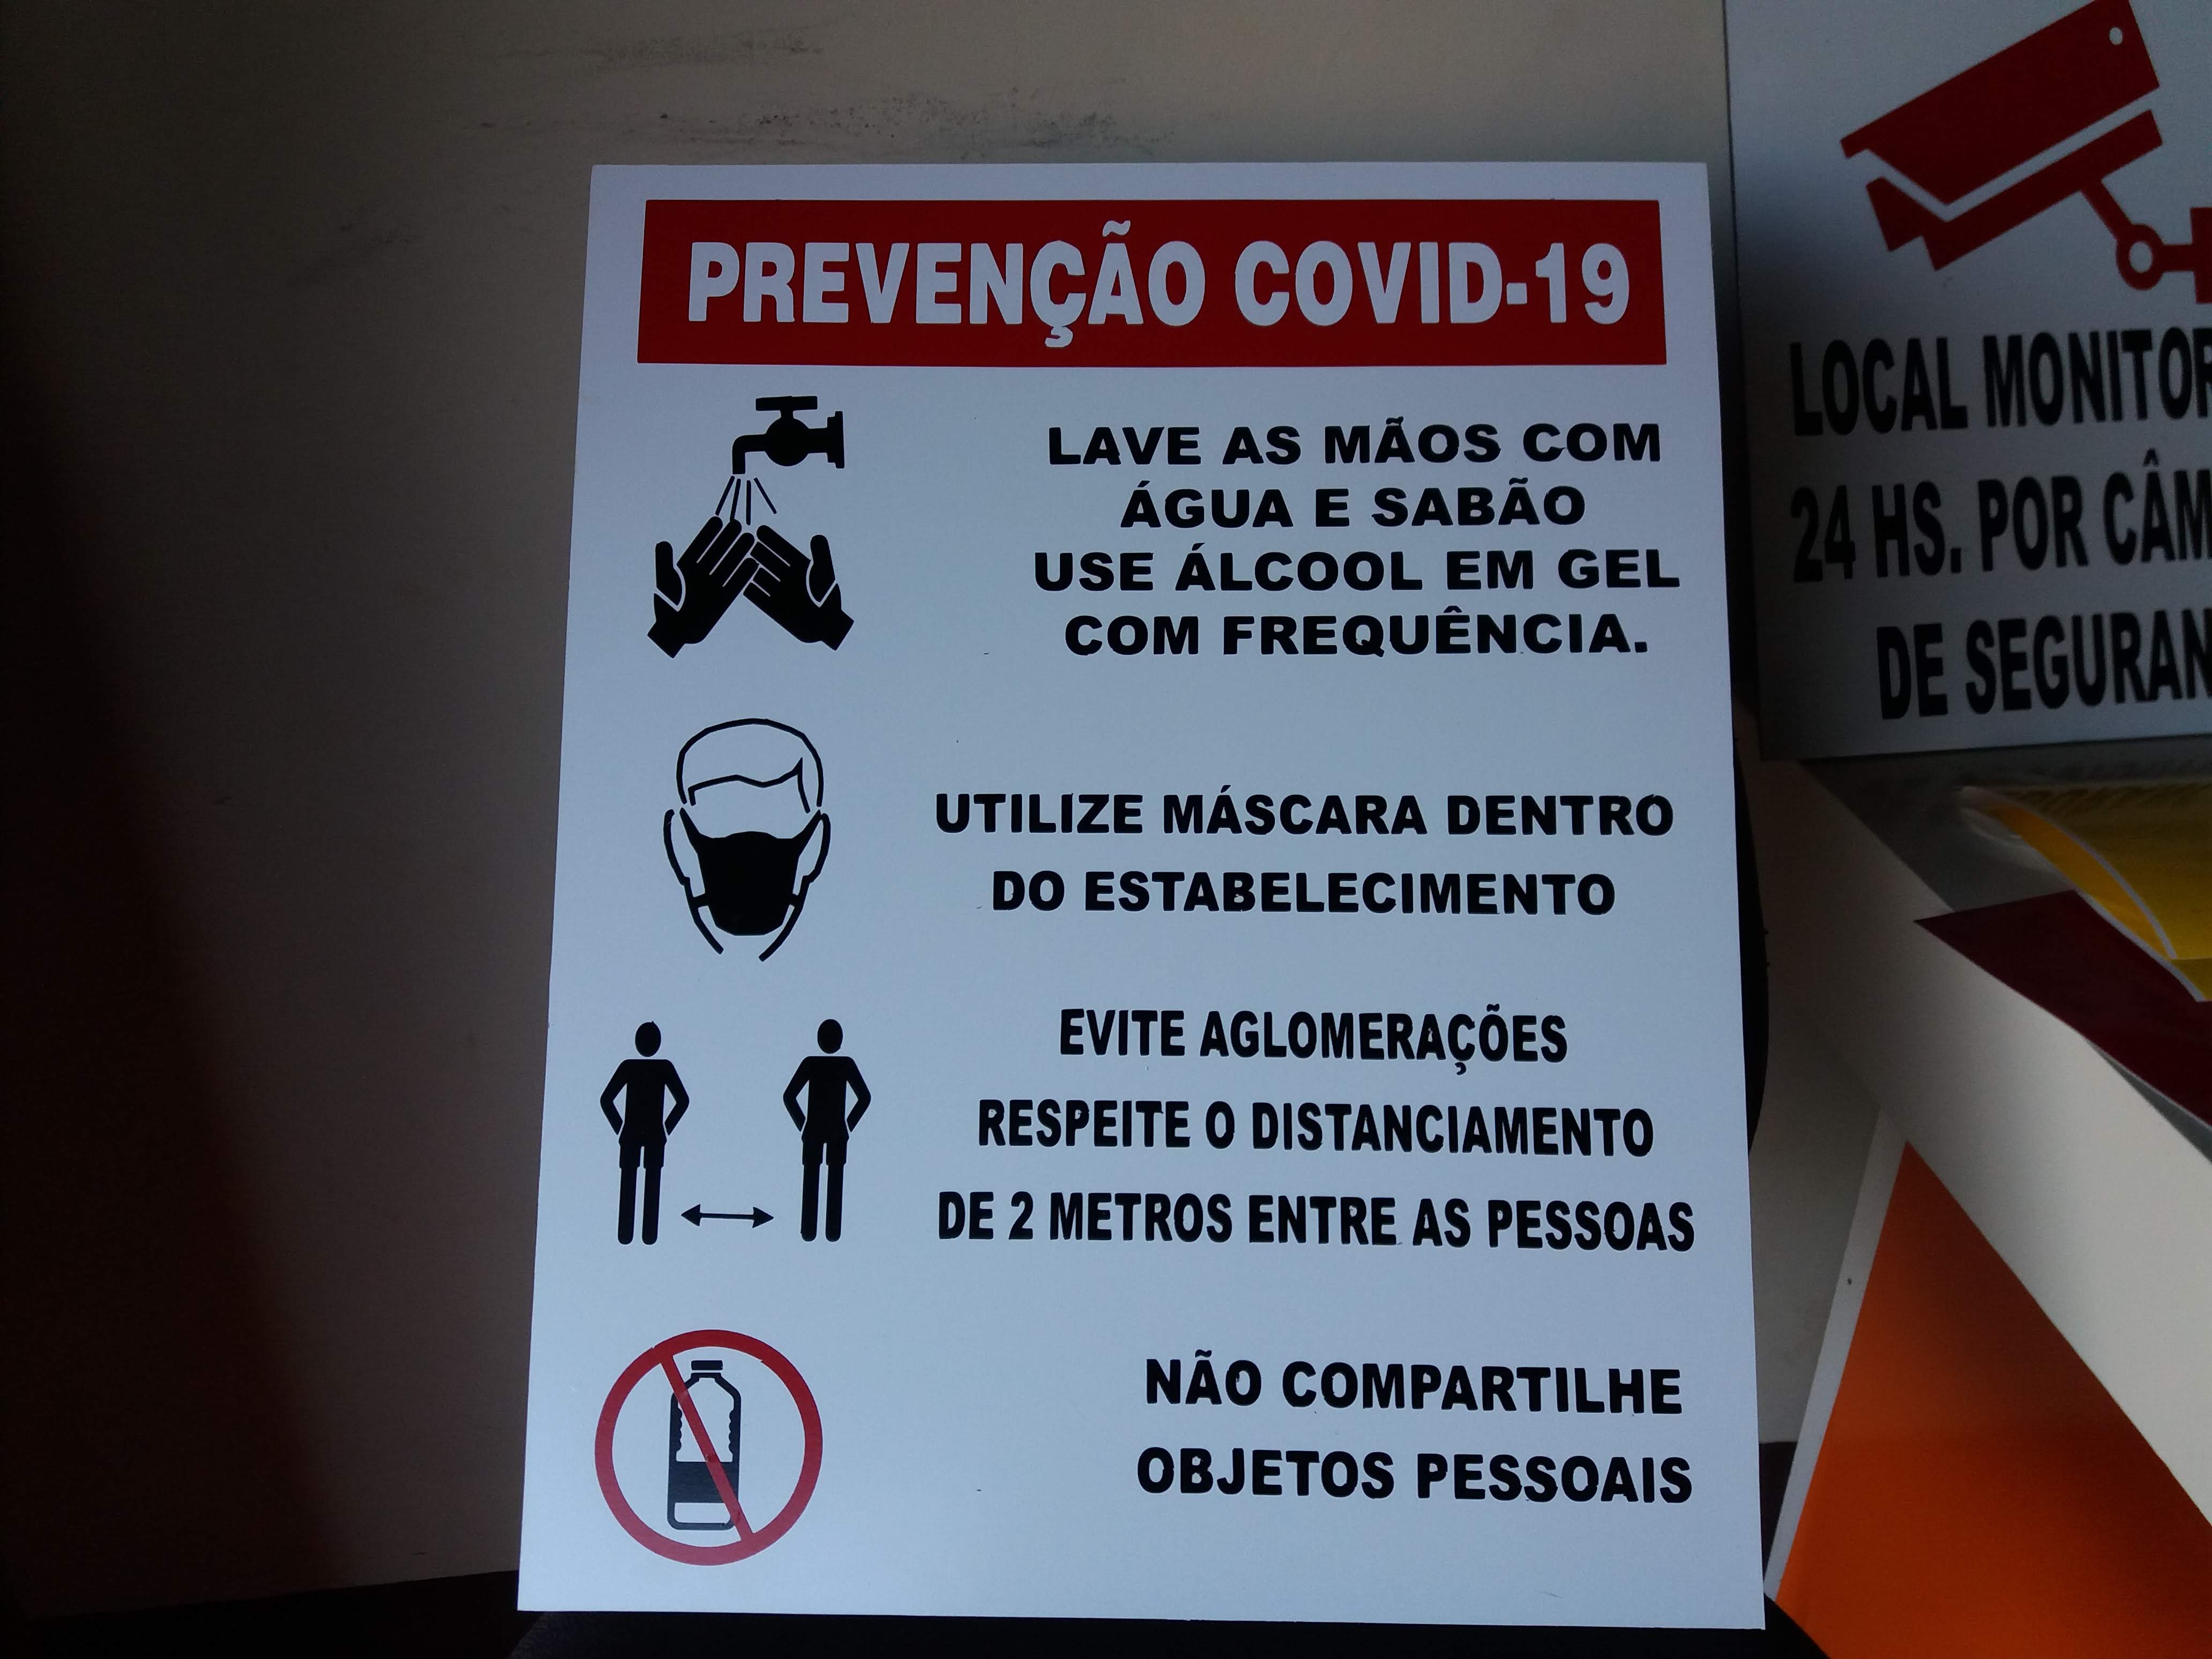 PREVENÇÃO COVID-19
LAVE AS MÃOS COM
ÁGUA E SABÃO
USE ÁLCOOL EM GEL
COM FREQUÊNCIA.
UTILIZE MÁSCARA DENTRO
DO ESTABELECIMENTO
EVITE AGLOMERAÇÕES
RESPEITE O DISTANCIAMENTO
DE 2 METROS ENTRE AS PESSOAS
NÃO COMPARTILHE
OBJETOS PESSOAIS
LOCAL MONITOR
24 HS. POR CÂM
DE SEGURAN